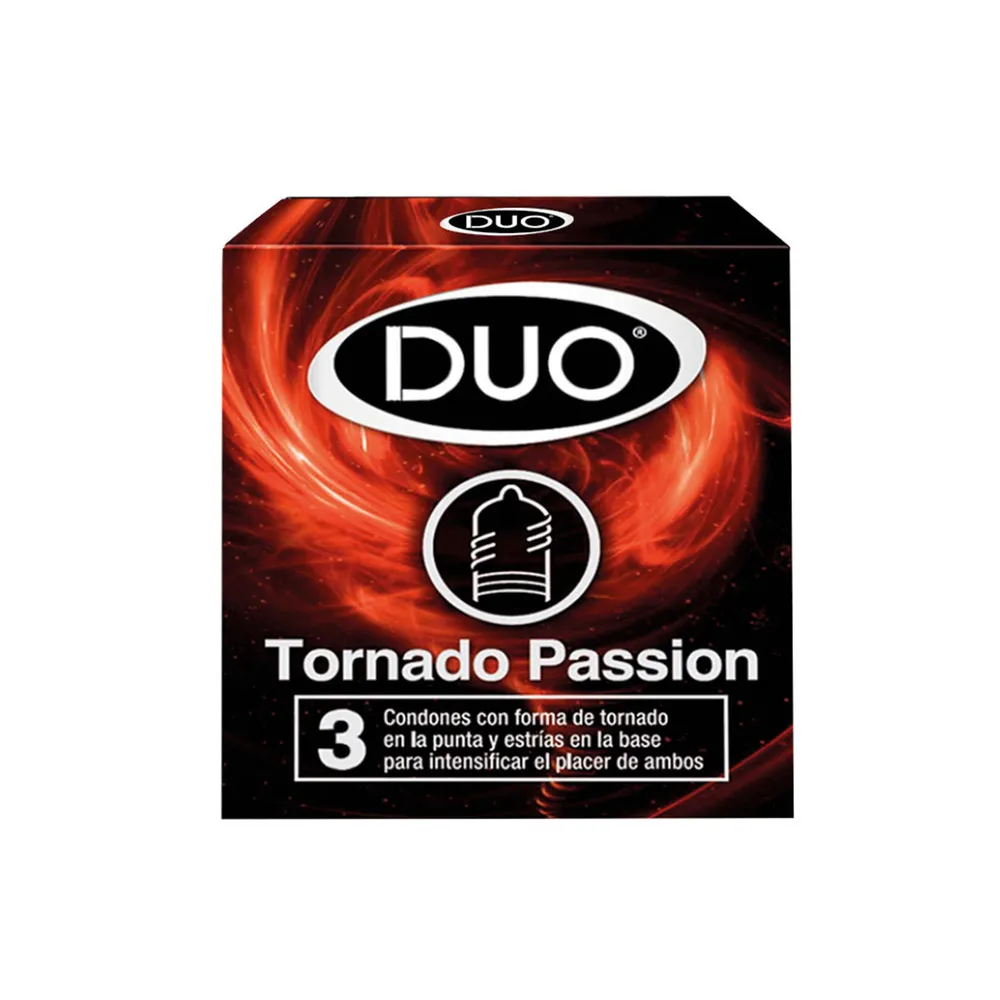 DUO
DUO®
Tornado Passion
3 Condones con forma de tornado
en la punta y estrías en la base
para intensificar el placer de ambos